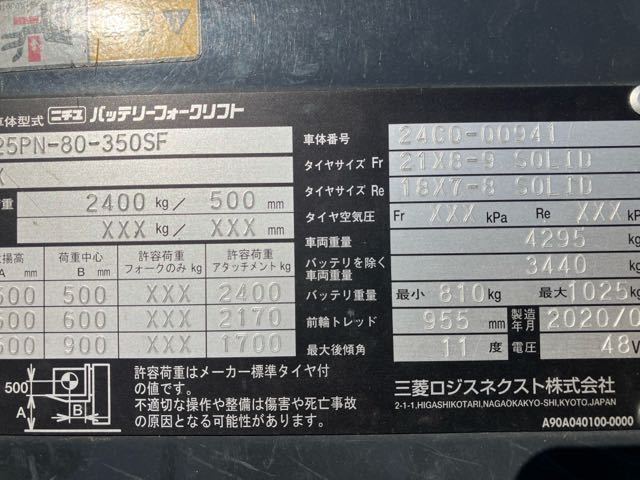 車体型式 ニチユ バッテリーフォークリフト
25PN-80-350SF
X
車体番号 240D-00941
タイヤサイズ Fr 21X8-9 SOLID
タイヤサイズ Re 18X7-8 SOLID
重 2400 kg/ 500 mm
XXX kg/ XXX mm
タイヤ空気圧 Fr XXX kPa Re XXX kPa
車両重量 4295
バッテリを除く車両重量 3440
バッテリ重量 最小 810kg 最大 1025kg
前輪トレッド 955 mm 製造年月 2020/0
最大後傾角 11 度 電圧 48V
揚高 A mm 荷重中心 B mm 許容荷重 フォークのみ kg 許容荷重 アタッチメント kg
500 500 XXX 2400
500 600 XXX 2170
500 900 XXX 1700
500
A
B
許容荷重はメーカー標準タイヤ付
の値です。
不適切な操作や整備は傷害や死亡事故
の原因となる可能性があります。
三菱ロジスネクスト株式会社
2-1-1,HIGASHIKOTARI,NAGAOKAKYO-SHI,KYOTO,JAPAN
A90A040100-0000